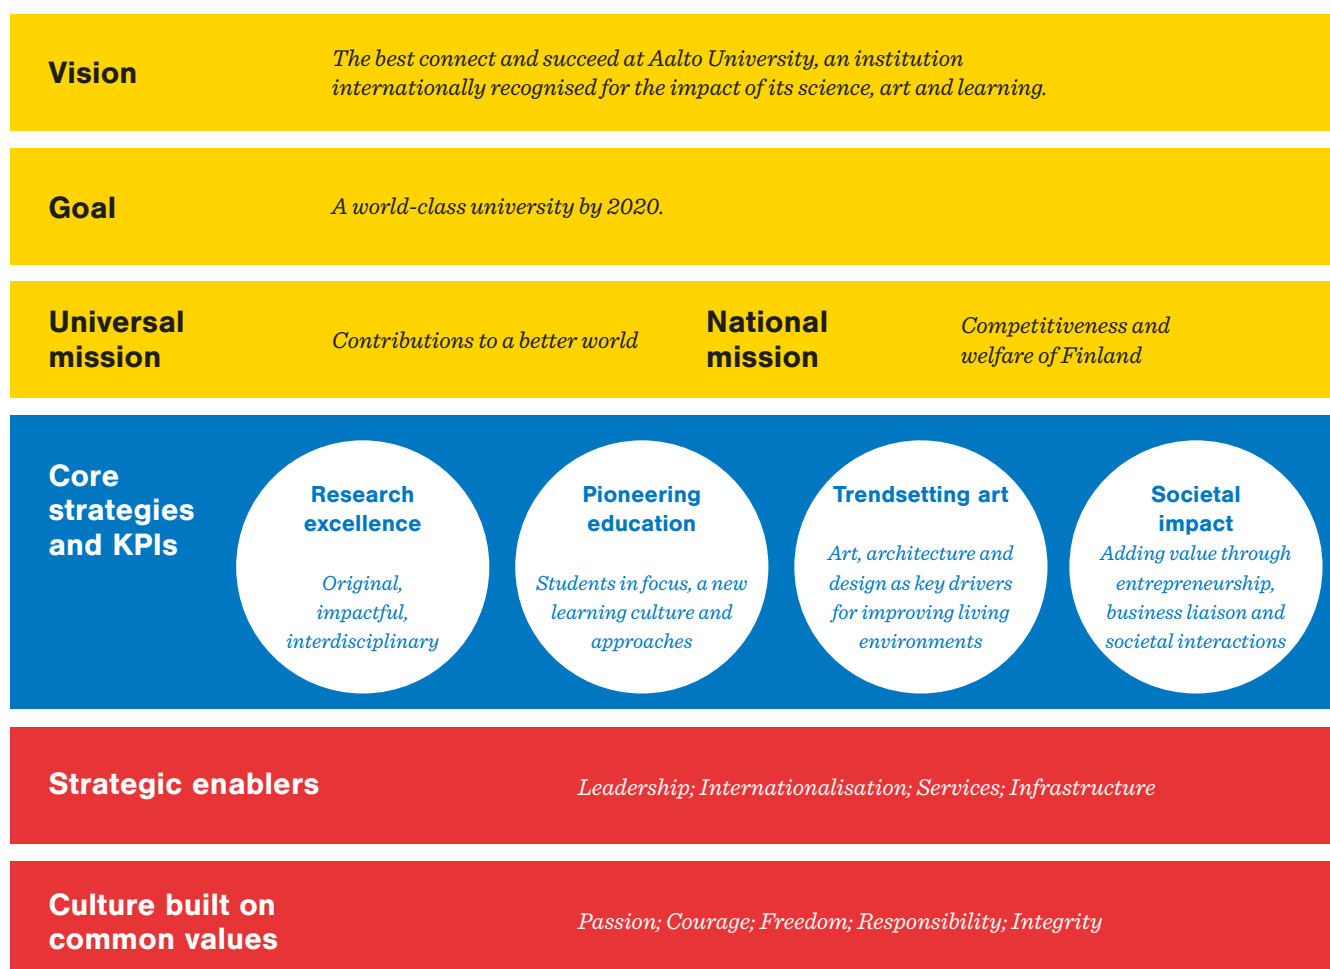 Vision
The best connect and succeed at Aalto University, an institution
internationally recognised for the impact of its science, art and learning.
Goal
A world-class university by 2020.
Universal
mission
Contributions to a better world
National
mission
Competitiveness and
welfare of Finland
Core
strategies
and KPIs
Research
excellence
Original,
impactful,
interdisciplinary
Pioneering
education
Students in focus, a new
learning culture and
approaches
Trendsetting art
Art, architecture and
design as key drivers
for improving living
environments
Societal
impact
Adding value through
entrepreneurship,
business liaison and
societal interactions
Strategic enablers
Leadership; Internationalisation; Services; Infrastructure
Culture built on
common values
Passion; Courage; Freedom; Responsibility; Integrity